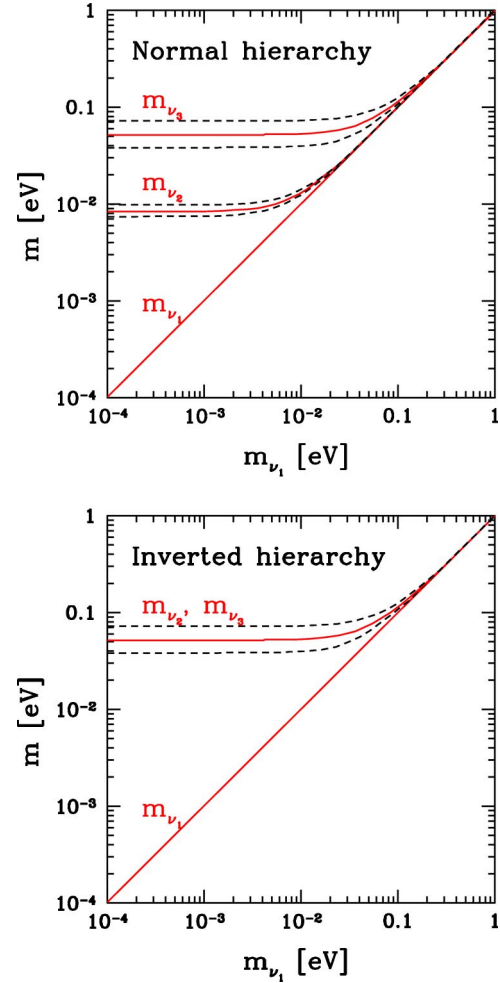 1
Normal hierarchy
0.1
m_ν₃
10⁻²
m_ν₂
10⁻³
m_ν₁
10⁻⁴
m [eV]
10⁻⁴ 10⁻³ 10⁻² 0.1 1
m_ν₁ [eV]
1
Inverted hierarchy
m_ν₂, m_ν₃
0.1
10⁻²
10⁻³
m_ν₁
10⁻⁴
m [eV]
10⁻⁴ 10⁻³ 10⁻² 0.1 1
m_ν₁ [eV]